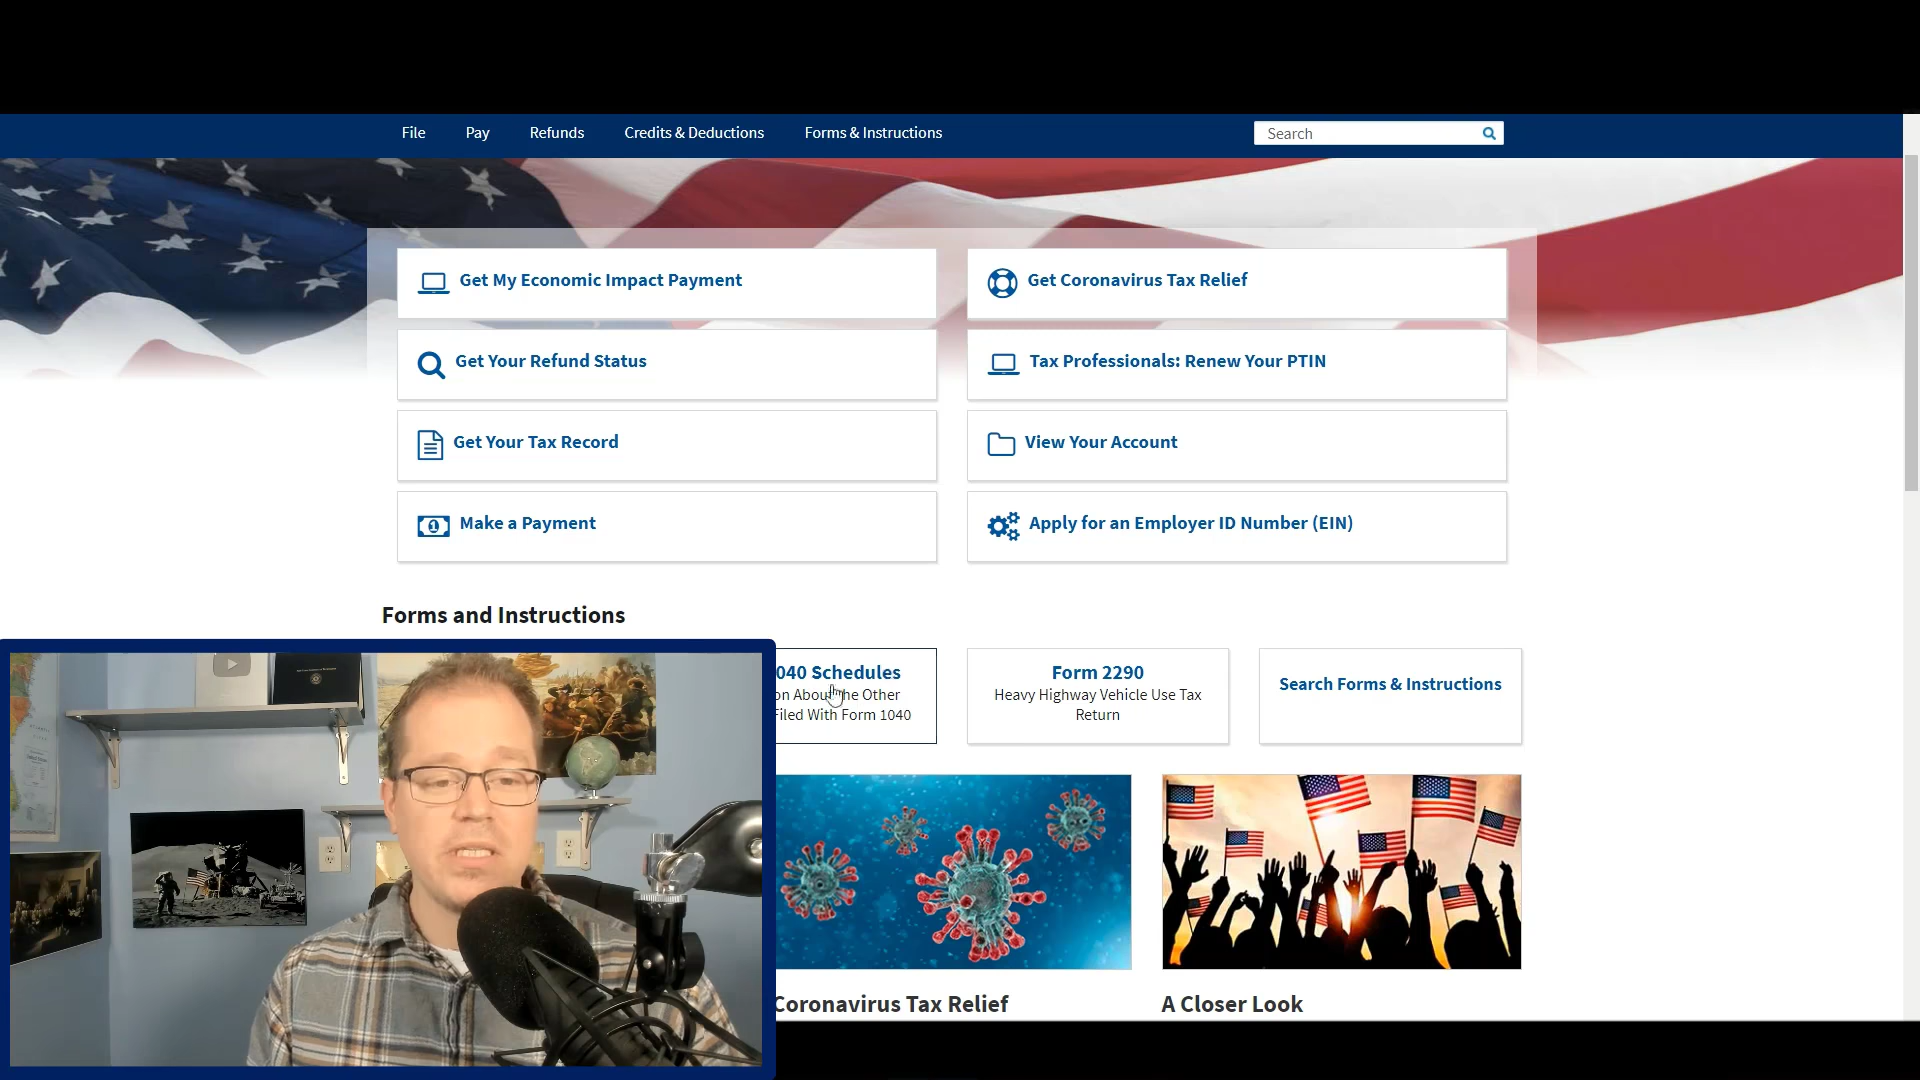 File Pay Refunds Credits & Deductions Forms & Instructions Search
Get My Economic Impact Payment
Get Coronavirus Tax Relief
Get Your Refund Status
Tax Professionals: Renew Your PTIN
Get Your Tax Record
View Your Account
Make a Payment
Apply for an Employer ID Number (EIN)
Forms and Instructions
040 Schedules
on About the Other
Filed With Form 1040
Form 2290
Heavy Highway Vehicle Use Tax
Return
Search Forms & Instructions
Coronavirus Tax Relief
A Closer Look